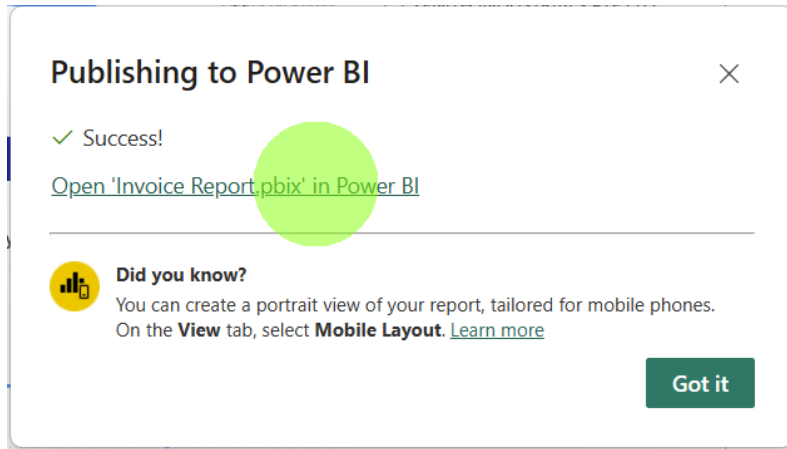 Publishing to Power BI
Success!
Open 'Invoice Report.pbix' in Power BI
Did you know?
You can create a portrait view of your report, tailored for mobile phones.
On the View tab, select Mobile Layout. Learn more
Got it